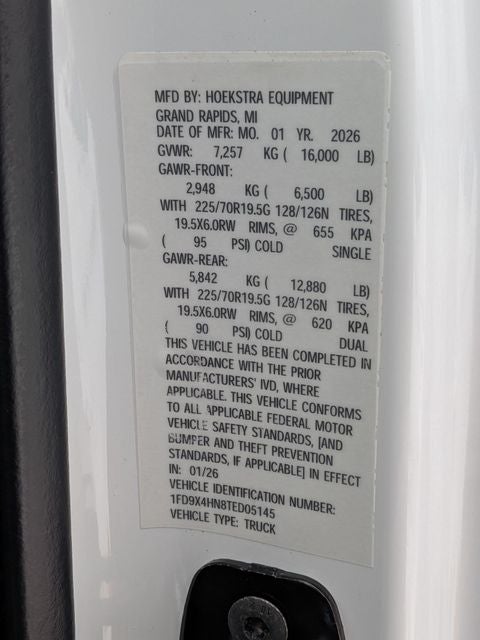 MFD BY: HOEKSTRA EQUIPMENT
GRAND RAPIDS, MI
DATE OF MFR: MO. 01 YR. 2026
GVWR: 7,257 KG ( 16,000 LB)
GAWR-FRONT:
2,948 KG ( 6,500 LB)
WITH 225/70R19.5G 128/126N TIRES,
19.5X6.0RW RIMS, @ 655 KPA
( 95 PSI) COLD SINGLE
GAWR-REAR:
5,842 KG ( 12,880 LB)
WITH 225/70R19.5G 128/126N TIRES,
19.5X6.0RW RIMS, @ 620 KPA
( 90 PSI) COLD DUAL
THIS VEHICLE HAS BEEN COMPLETED IN
ACCORDANCE WITH THE PRIOR
MANUFACTURERS' IVD, WHERE
APPLICABLE. THIS VEHICLE CONFORMS
TO ALL APPLICABLE FEDERAL MOTOR
VEHICLE SAFETY STANDARDS, [AND
BUMPER AND THEFT PREVENTION
STANDARDS, IF APPLICABLE] IN EFFECT
IN: 01/26
VEHICLE IDENTIFICATION NUMBER:
1FD9X4HN8TED05145
VEHICLE TYPE: TRUCK